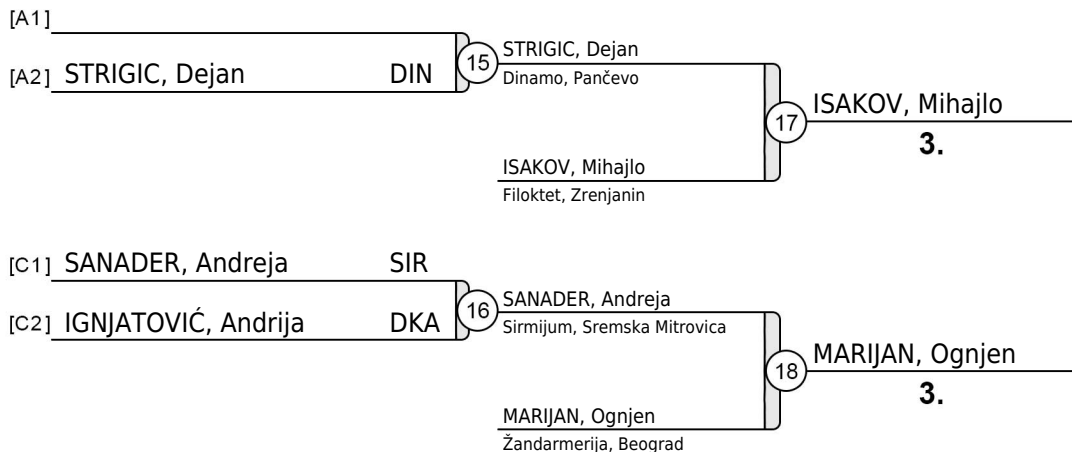 [A1]
[A2] STRIGIC, Dejan DIN
15
STRIGIC, Dejan
Dinamo, Pančevo
17
ISAKOV, Mihajlo
3.
ISAKOV, Mihajlo
Filoktet, Zrenjanin
[C1] SANADER, Andreja SIR
[C2] IGNJATOVIĆ, Andrija DKA
16
SANADER, Andreja
Sirmijum, Sremska Mitrovica
18
MARIJAN, Ognjen
3.
MARIJAN, Ognjen
Žandarmerija, Beograd